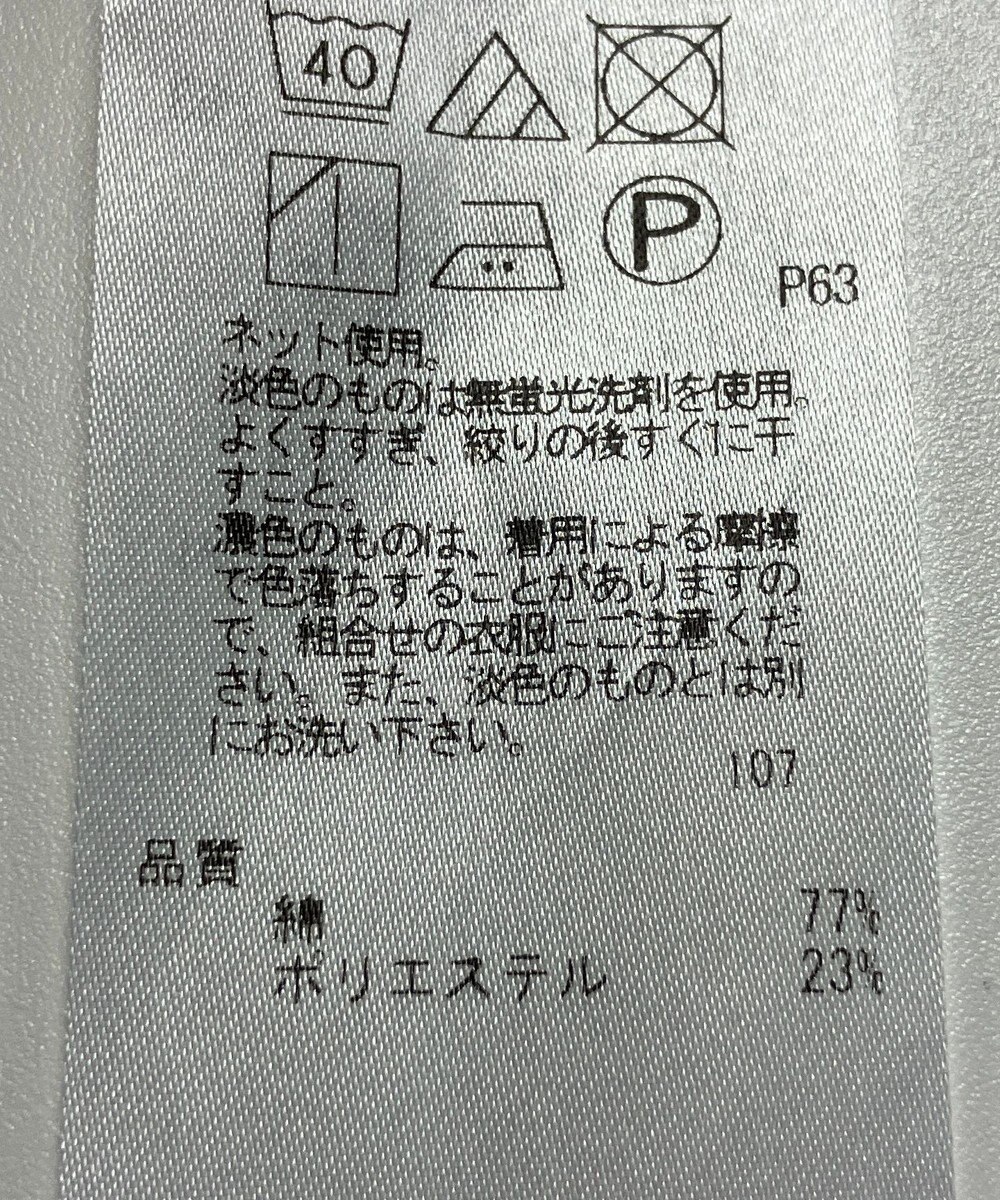 40
P
P63
ネット使用。
淡色のものは無蛍光洗剤を使用。
よくすすぎ、絞りの後すぐに干
すこと。
濃色のものは、着用による摩擦
で色落ちすることがありますの
で、組合せの衣服にご注意くだ
さい。また、淡色のものとは別
にお洗い下さい。
107
品質
綿 77%
ポリエステル 23%